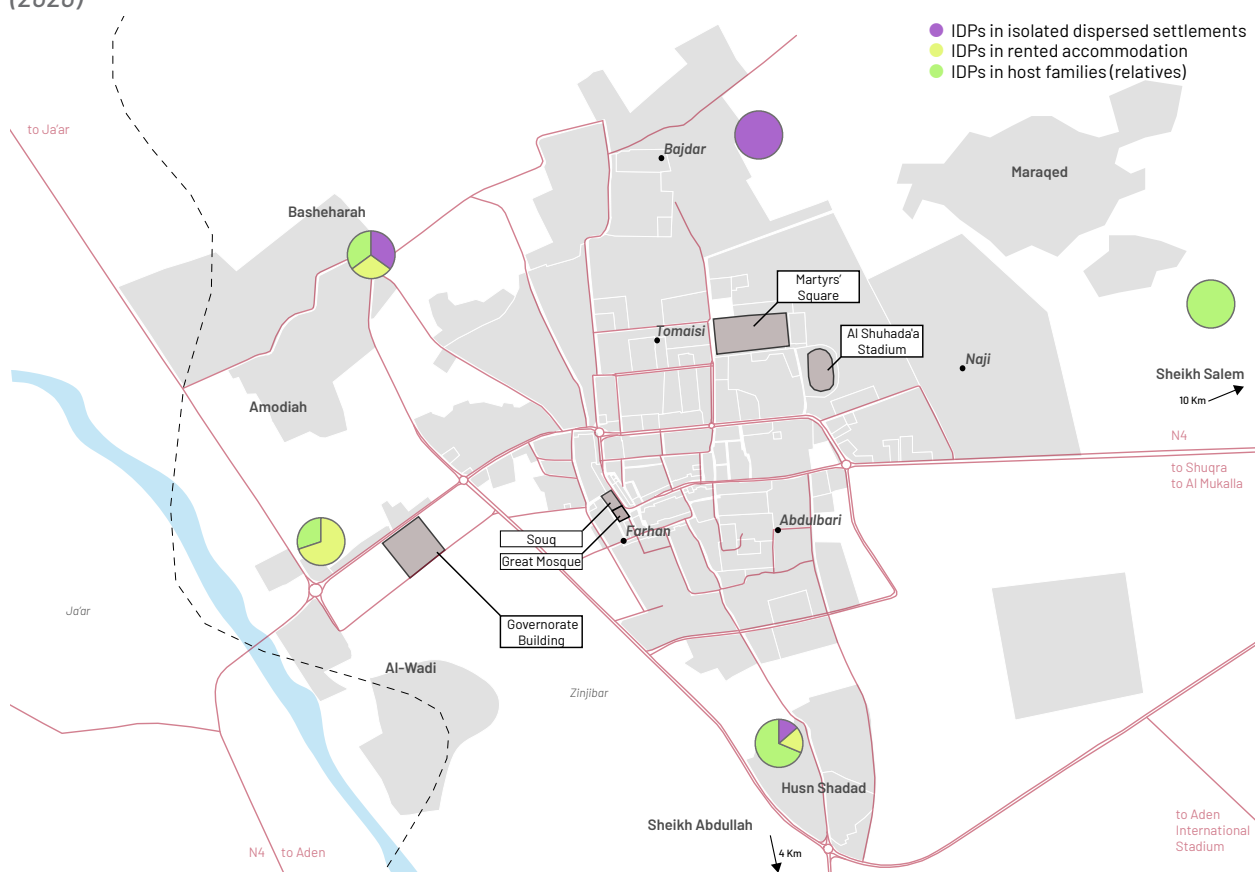 (2020)
IDPs in isolated dispersed settlements
IDPs in rented accommodation
IDPs in host families (relatives)
to Ja'ar
Bajdar
Maraqed
Basheharah
Martyrs'
Square
Tomaisi
Al Shuhada'a
Stadium
Naji
Sheikh Salem
10 Km
Amodiah
N4
to Shuqra
to Al Mukalla
Souq
Farhan
Abdulbari
Great Mosque
Ja'ar
Governorate
Building
Al-Wadi
Zinjibar
Husn Shadad
Sheikh Abdullah
4 Km
to Aden
International
Stadium
N4
to Aden